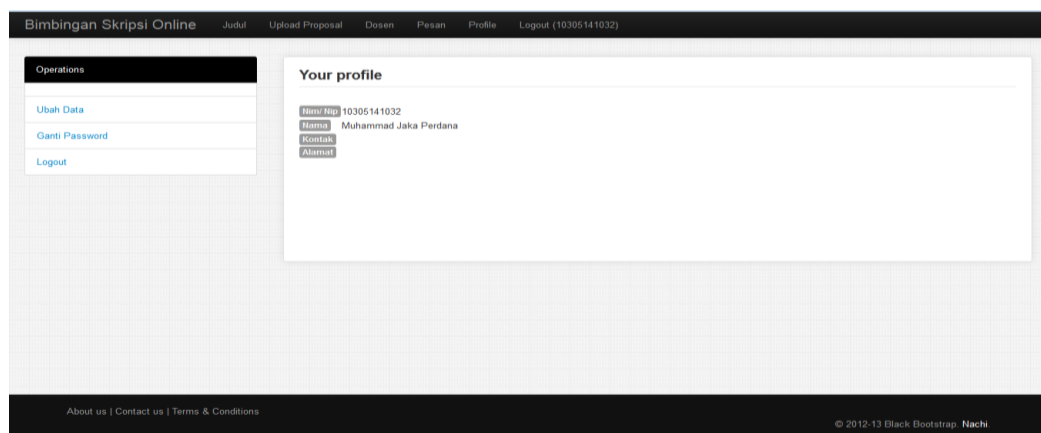 Bimbingan Skripsi Online Judul Upload Proposal Dosen Pesan Profile Logout (10305141032)
Operations
Ubah Data
Ganti Password
Logout
Your profile
Nim/ Nip 10305141032
Nama Muhammad Jaka Perdana
Kontak
Alamat
About us | Contact us | Terms & Conditions
© 2012-13 Black Bootstrap. Nachi